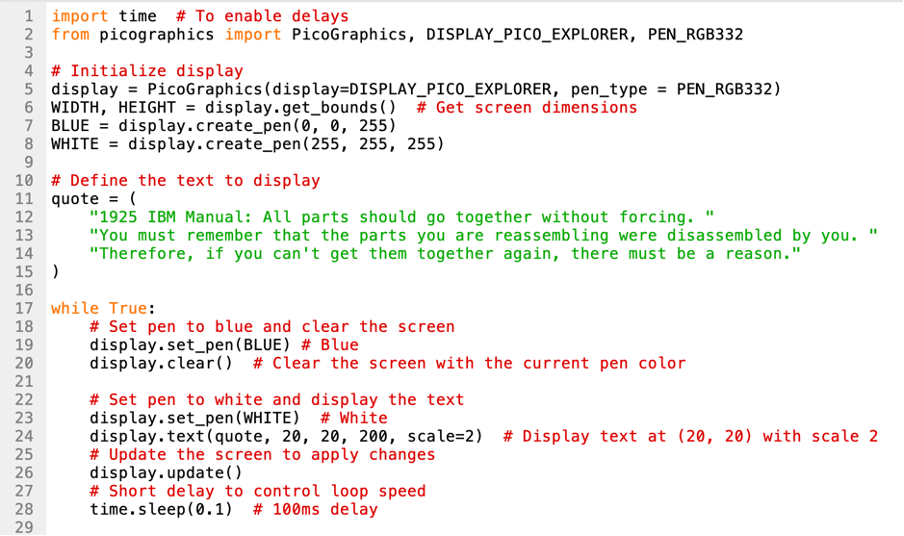 1 import time  # To enable delays
2 from picographics import PicoGraphics, DISPLAY_PICO_EXPLORER, PEN_RGB332
3
4 # Initialize display
5 display = PicoGraphics(display=DISPLAY_PICO_EXPLORER, pen_type = PEN_RGB332)
6 WIDTH, HEIGHT = display.get_bounds()  # Get screen dimensions
7 BLUE = display.create_pen(0, 0, 255)
8 WHITE = display.create_pen(255, 255, 255)
9
10 # Define the text to display
11 quote = (
12     "1925 IBM Manual: All parts should go together without forcing. "
13     "You must remember that the parts you are reassembling were disassembled by you. "
14     "Therefore, if you can't get them together again, there must be a reason."
15 )
16
17 while True:
18     # Set pen to blue and clear the screen
19     display.set_pen(BLUE) # Blue
20     display.clear()  # Clear the screen with the current pen color
21
22     # Set pen to white and display the text
23     display.set_pen(WHITE)  # White
24     display.text(quote, 20, 20, 200, scale=2)  # Display text at (20, 20) with scale 2
25     # Update the screen to apply changes
26     display.update()
27     # Short delay to control loop speed
28     time.sleep(0.1)  # 100ms delay
29